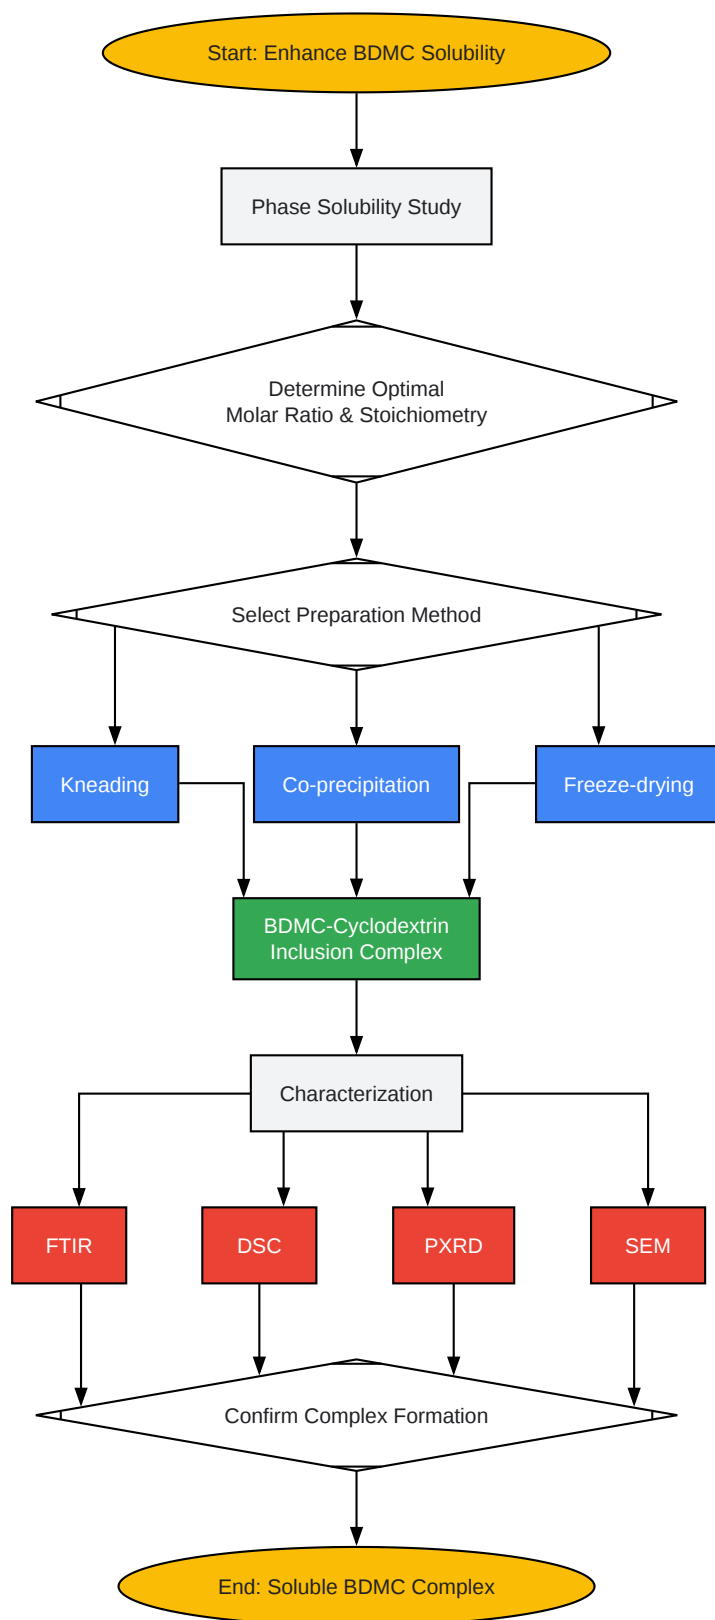 Start: Enhance BDMC Solubility
Phase Solubility Study
Determine Optimal
Molar Ratio & Stoichiometry
Select Preparation Method
Kneading
Co-precipitation
Freeze-drying
BDMC-Cyclodextrin
Inclusion Complex
Characterization
FTIR
DSC
PXRD
SEM
Confirm Complex Formation
End: Soluble BDMC Complex